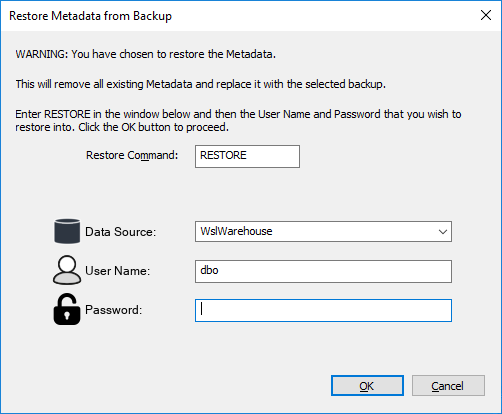 Restore Metadata from Backup
WARNING: You have chosen to restore the Metadata.
This will remove all existing Metadata and replace it with the selected backup.
Enter RESTORE in the window below and then the User Name and Password that you wish to
restore into. Click the OK button to proceed.
Restore Command: RESTORE
Data Source: WslWarehouse
User Name: dbo
Password:
OK Cancel